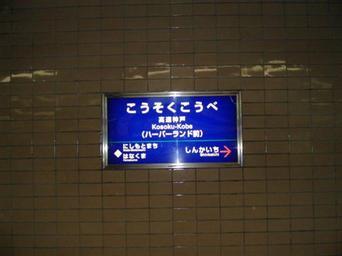 こうそくこうべ
高速神戸
Kosoku-Kobe
(ハーバーランド前)
にしもとまち
はなくま
しんかいち
Shinkaichi